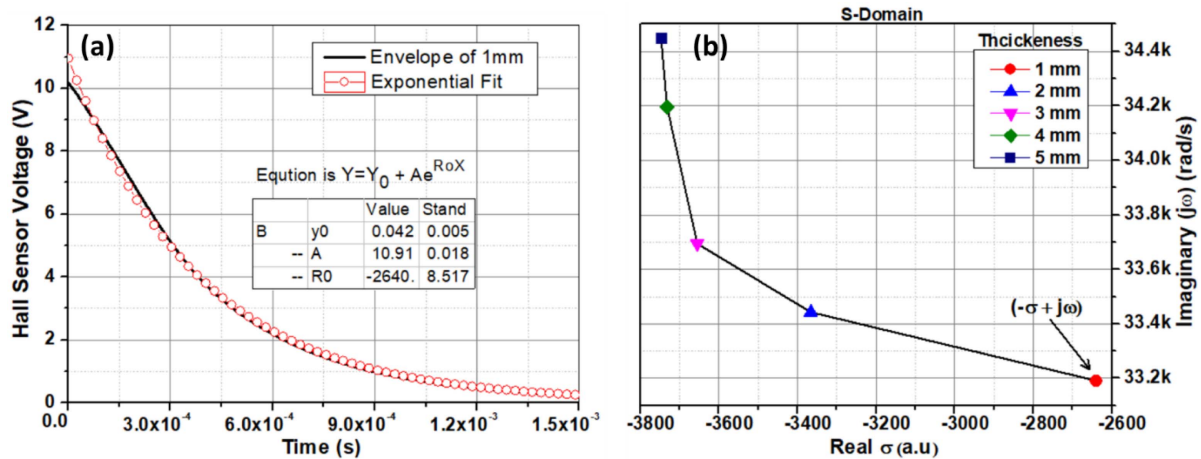 (a)
12
10
8
6
4
2
0
Hall Sensor Voltage (V)
Envelope of 1mm
Exponential Fit
Eqution is Y=Y₀ + Ae^RoX
Value Stand
B y0 0.042 0.005
-- A 10.91 0.018
-- R0 -2640. 8.517
0.0 3.0x10⁻⁴ 6.0x10⁻⁴ 9.0x10⁻⁴ 1.2x10⁻³ 1.5x10⁻³
Time (s)
S-Domain
(b)
Thcickeness
1 mm
2 mm
3 mm
4 mm
5 mm
(-σ + jω)
34.4k
34.2k
34.0k
33.8k
33.6k
33.4k
33.2k
Imaginary (jω) (rad/s)
-3800 -3600 -3400 -3200 -3000 -2800 -2600
Real σ (a.u)